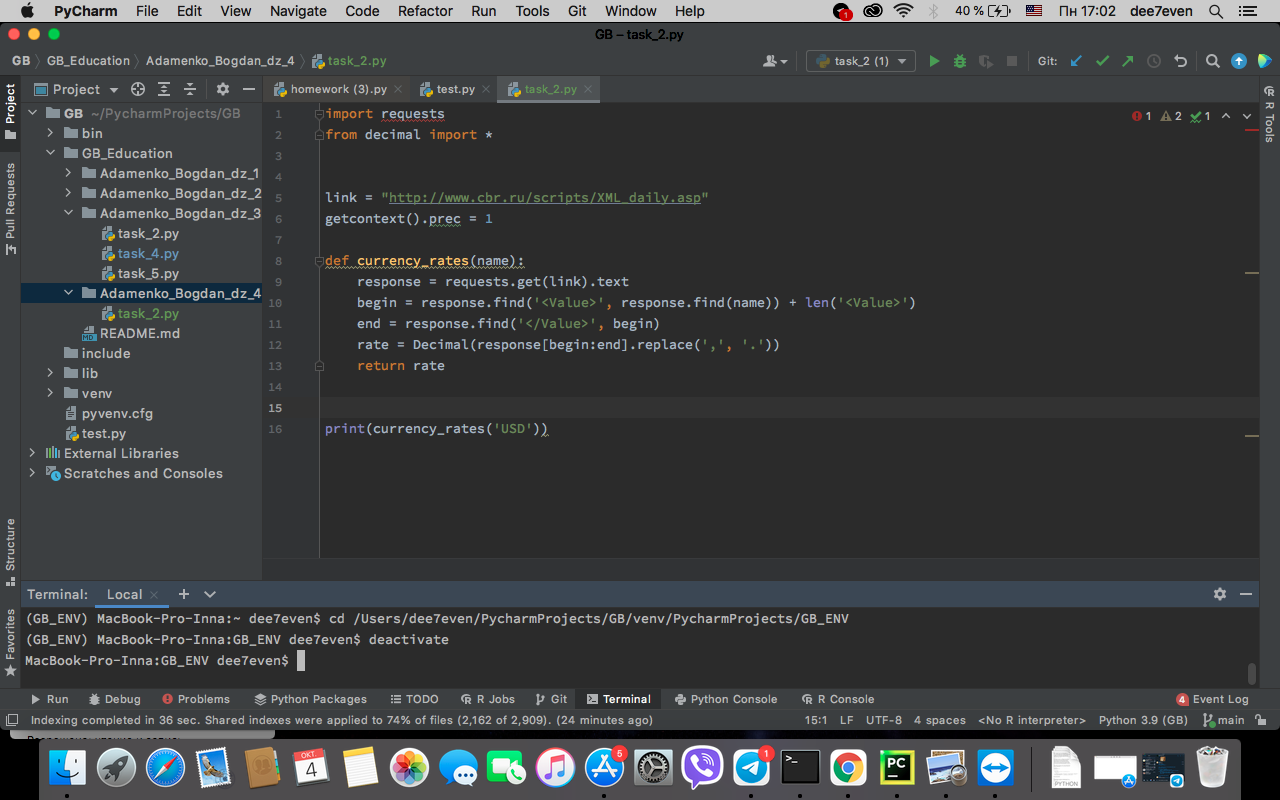 PyCharm File Edit View Navigate Code Refactor Run Tools Git Window Help 1 40 % Пн 17:02 dee7even
GB – task_2.py
GB GB_Education Adamenko_Bogdan_dz_4 task_2.py task_2 (1) Git:
Project homework (3).py test.py task_2.py
Project
Pull Requests
Structure
Favorites
R Tools
GB ~/PycharmProjects/GB
bin
GB_Education
Adamenko_Bogdan_dz_1
Adamenko_Bogdan_dz_2
Adamenko_Bogdan_dz_3
task_2.py
task_4.py
task_5.py
Adamenko_Bogdan_dz_4
task_2.py
README.md
include
lib
venv
pyvenv.cfg
test.py
External Libraries
Scratches and Consoles
1 import requests
1 2 1
2 from decimal import *
3
4
5 link = "http://www.cbr.ru/scripts/XML_daily.asp"
6 getcontext().prec = 1
7
8 def currency_rates(name):
9 response = requests.get(link).text
10 begin = response.find('<Value>', response.find(name)) + len('<Value>')
11 end = response.find('</Value>', begin)
12 rate = Decimal(response[begin:end].replace(',', '.'))
13 return rate
14
15
16 print(currency_rates('USD'))
Terminal: Local
(GB_ENV) MacBook-Pro-Inna:~ dee7even$ cd /Users/dee7even/PycharmProjects/GB/venv/PycharmProjects/GB_ENV
(GB_ENV) MacBook-Pro-Inna:GB_ENV dee7even$ deactivate
MacBook-Pro-Inna:GB_ENV dee7even$
Run Debug Problems Python Packages TODO R Jobs Git Terminal Python Console R Console 4 Event Log
Indexing completed in 36 sec. Shared indexes were applied to 74% of files (2,162 of 2,909). (24 minutes ago) 15:1 LF UTF-8 4 spaces <No R interpreter> Python 3.9 (GB) main
ОКТ.
4
5
1
PC
PYTHON